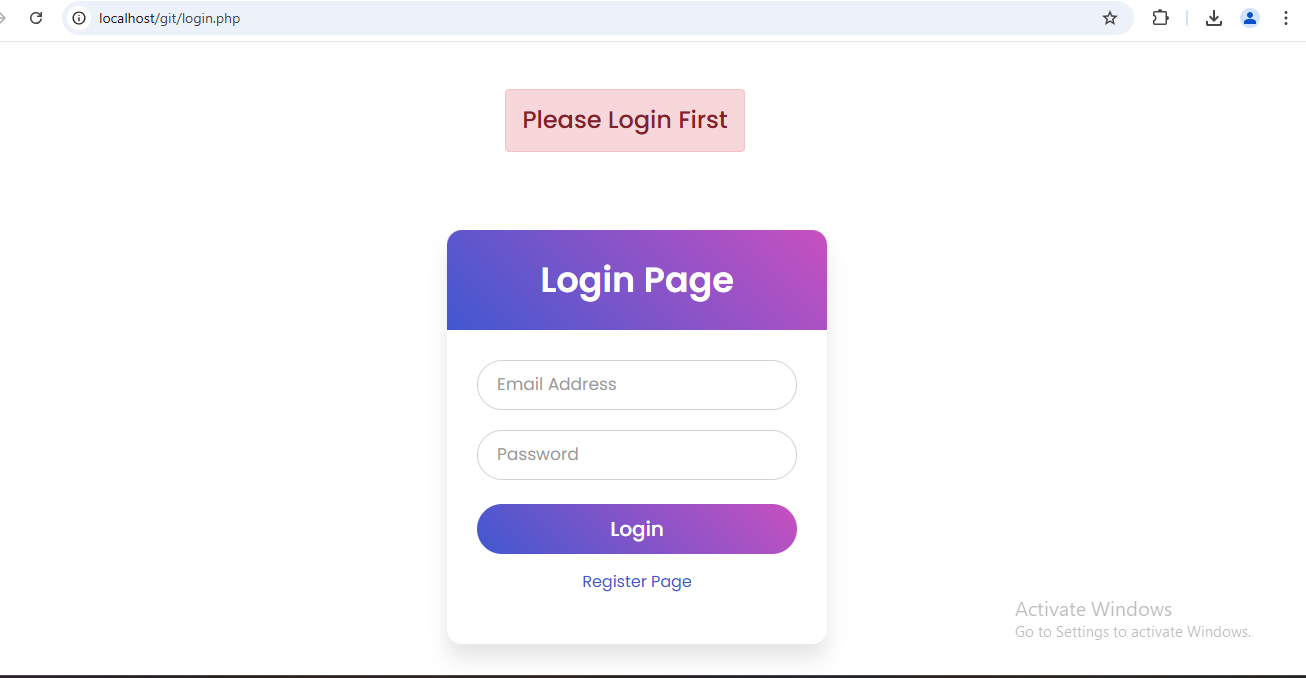 localhost/git/login.php
Please Login First
Login Page
Email Address
Password
Login
Register Page
Activate Windows
Go to Settings to activate Windows.